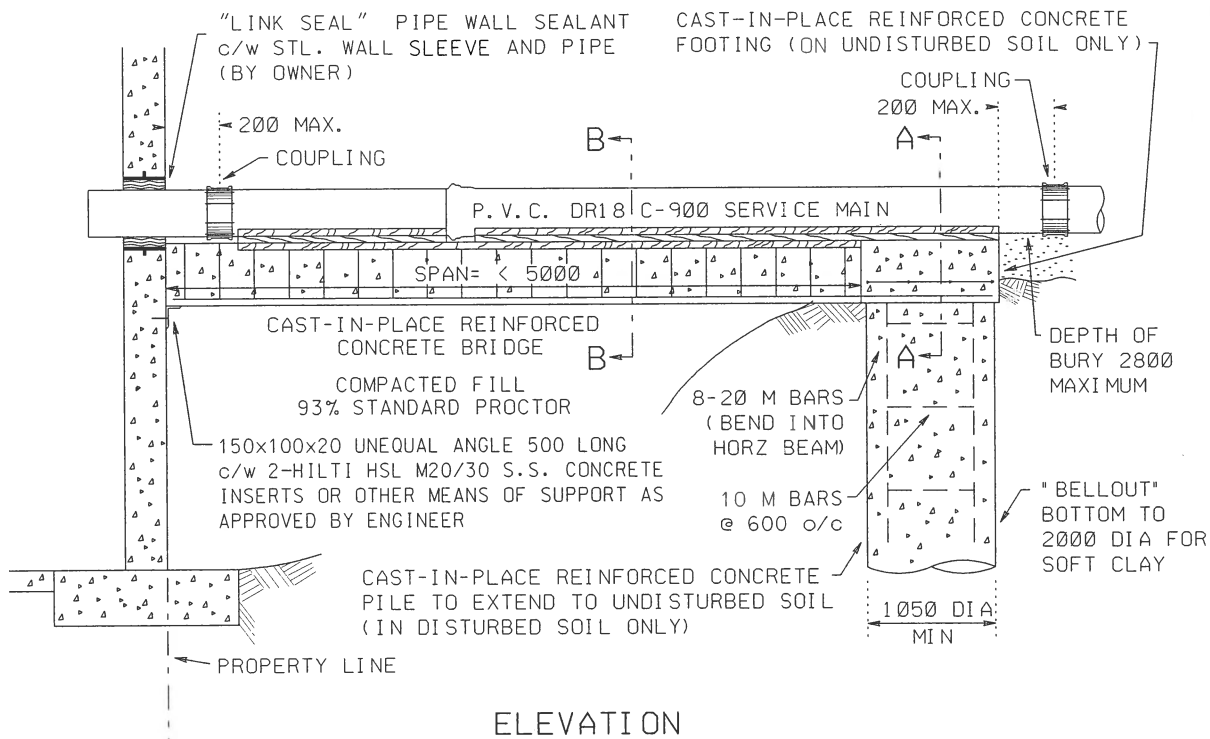 "LINK SEAL" PIPE WALL SEALANT
c/w STL. WALL SLEEVE AND PIPE
(BY OWNER)
CAST-IN-PLACE REINFORCED CONCRETE
FOOTING (ON UNDISTURBED SOIL ONLY)
COUPLING
200 MAX.
200 MAX.
COUPLING
B
A
P.V.C. DR18 C-900 SERVICE MAIN
SPAN= < 5000
CAST-IN-PLACE REINFORCED
CONCRETE BRIDGE
B
A
DEPTH OF
BURY 2800
MAXIMUM
COMPACTED FILL
93% STANDARD PROCTOR
8-20 M BARS
(BEND INTO
HORZ BEAM)
150x100x20 UNEQUAL ANGLE 500 LONG
c/w 2-HILTI HSL M20/30 S.S. CONCRETE
INSERTS OR OTHER MEANS OF SUPPORT AS
APPROVED BY ENGINEER
10 M BARS
@ 600 o/c
"BELLOUT"
BOTTOM TO
2000 DIA FOR
SOFT CLAY
CAST-IN-PLACE REINFORCED CONCRETE
PILE TO EXTEND TO UNDISTURBED SOIL
(IN DISTURBED SOIL ONLY)
1050 DIA
MIN
PROPERTY LINE
ELEVATION